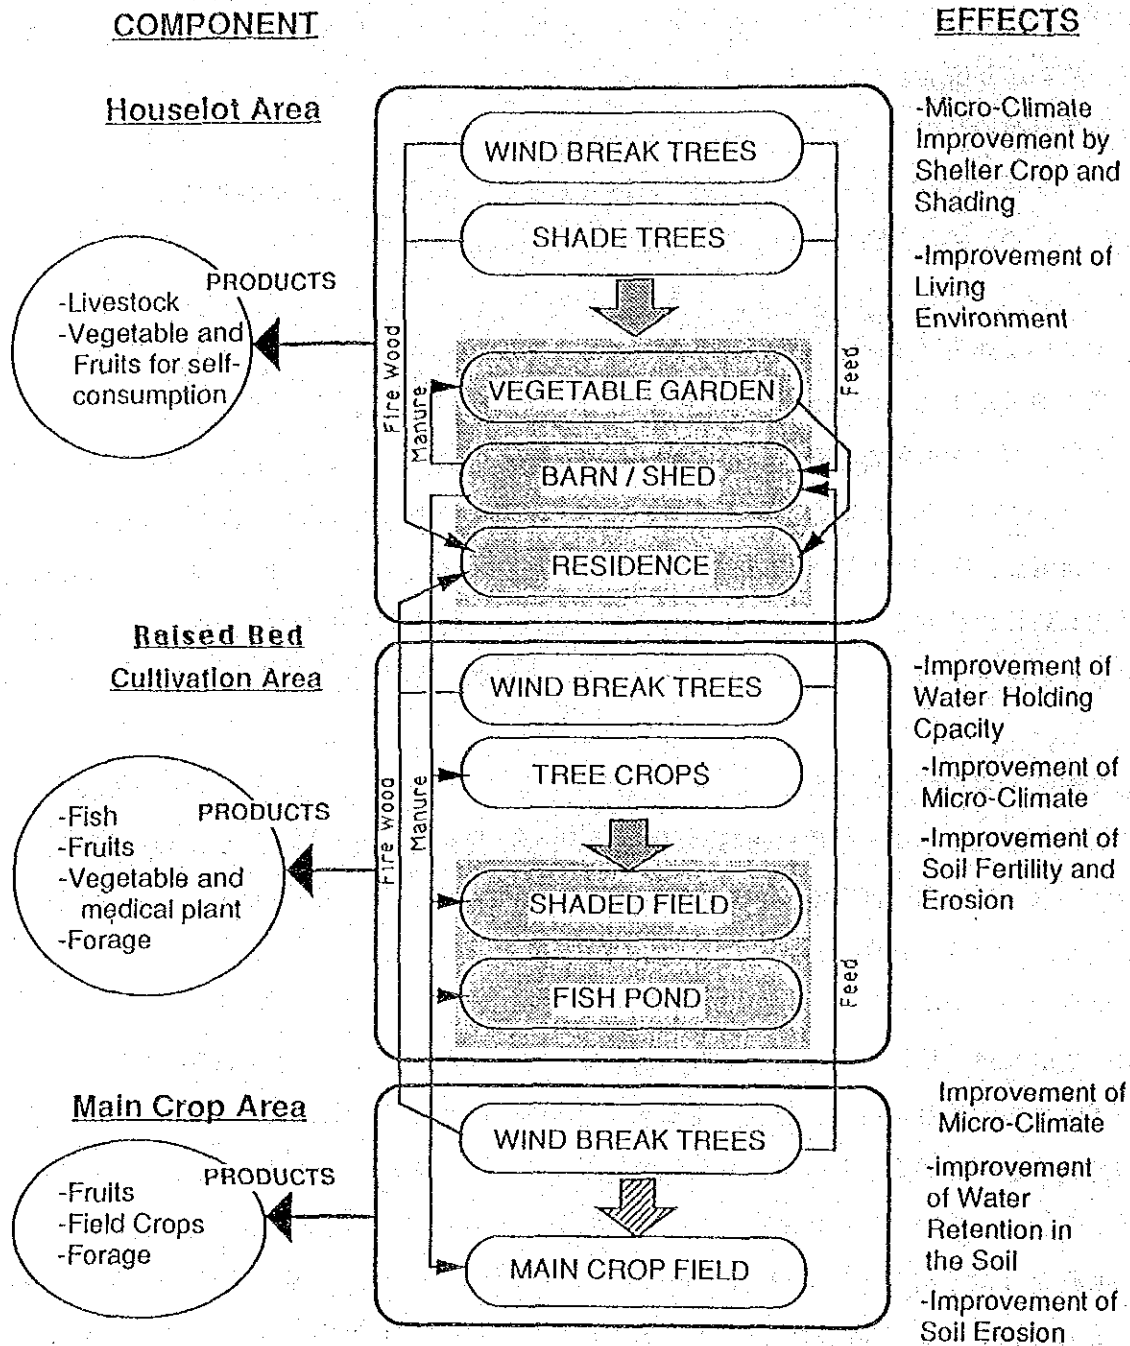 COMPONENT
EFFECTS
Houselot Area
WIND BREAK TREES
SHADE TREES
-Micro-Climate
Improvement by
Shelter Crop and
Shading
-Improvement of
Living
Environment
PRODUCTS
-Livestock
-Vegetable and
Fruits for self-
consumption
Fire Wood
Manure
Feed
VEGETABLE GARDEN
BARN / SHED
RESIDENCE
Raised Bed
Cultivation Area
WIND BREAK TREES
TREE CROPS
-Improvement of
Water Holding
Cpacity
-Improvement of
Micro-Climate
-Improvement of
Soil Fertility and
Erosion
PRODUCTS
-Fish
-Fruits
-Vegetable and
medical plant
-Forage
Fire Wood
Manure
SHADED FIELD
FISH POND
Feed
Main Crop Area
WIND BREAK TREES
Improvement of
Micro-Climate
-improvement
of Water
Retention in
the Soil
-Improvement of
Soil Erosion
PRODUCTS
-Fruits
-Field Crops
-Forage
MAIN CROP FIELD